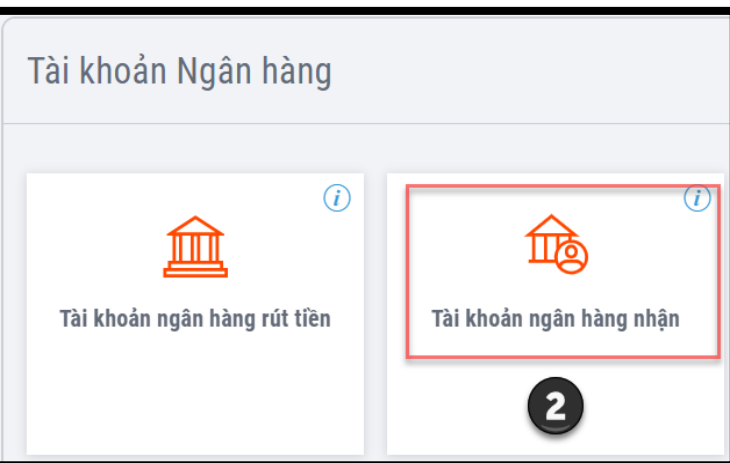 Tài khoản Ngân hàng
i
i
Tài khoản ngân hàng rút tiền
Tài khoản ngân hàng nhận
2